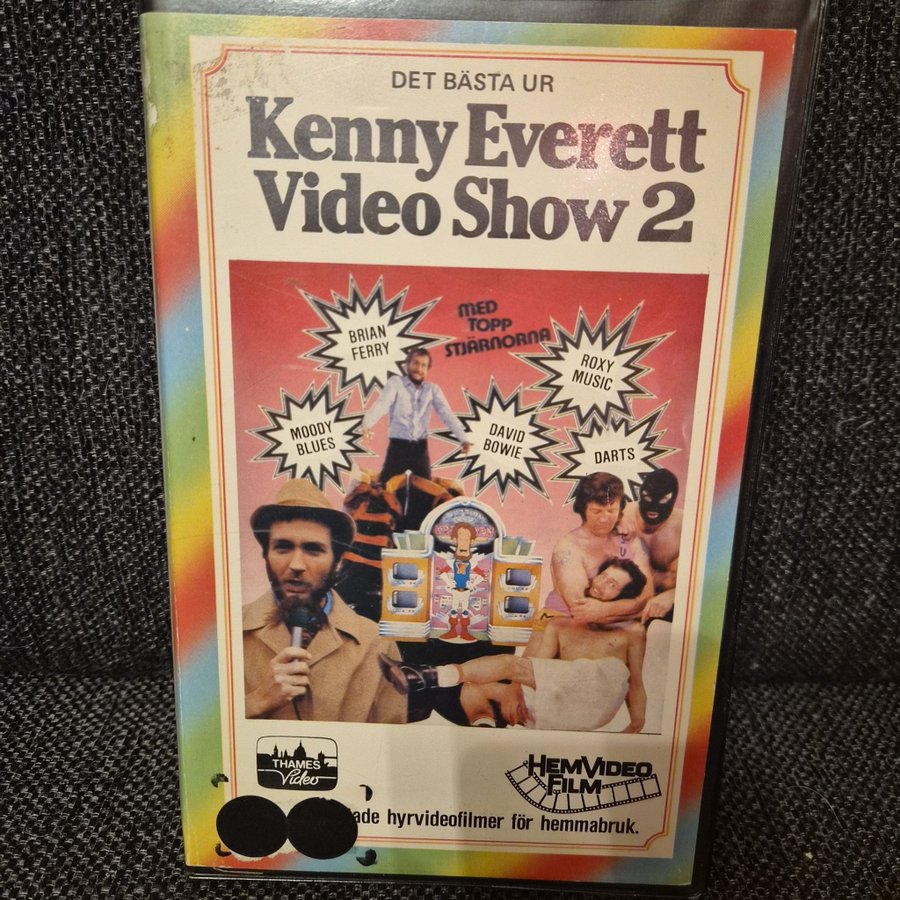 DET BÄSTA UR
Kenny Everett
Video Show 2
MED
TOPP
STJÄRNORNA
BRIAN
FERRY
ROXY
MUSIC
MOODY
BLUES
DAVID
BOWIE
DARTS
THAMES
Video
HEMVIDEO
FILM
ade hyrvideofilmer för hemmabruk.